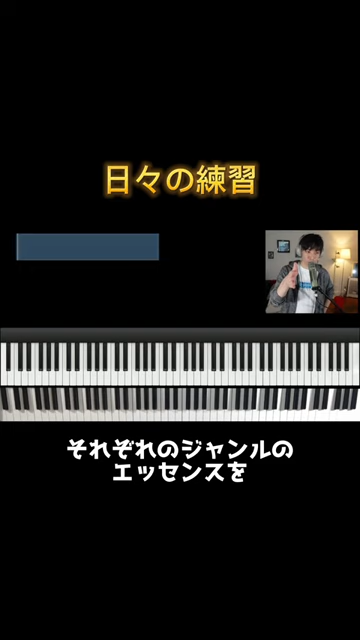 日々の練習
それぞれのジャンルの
エッセンスを